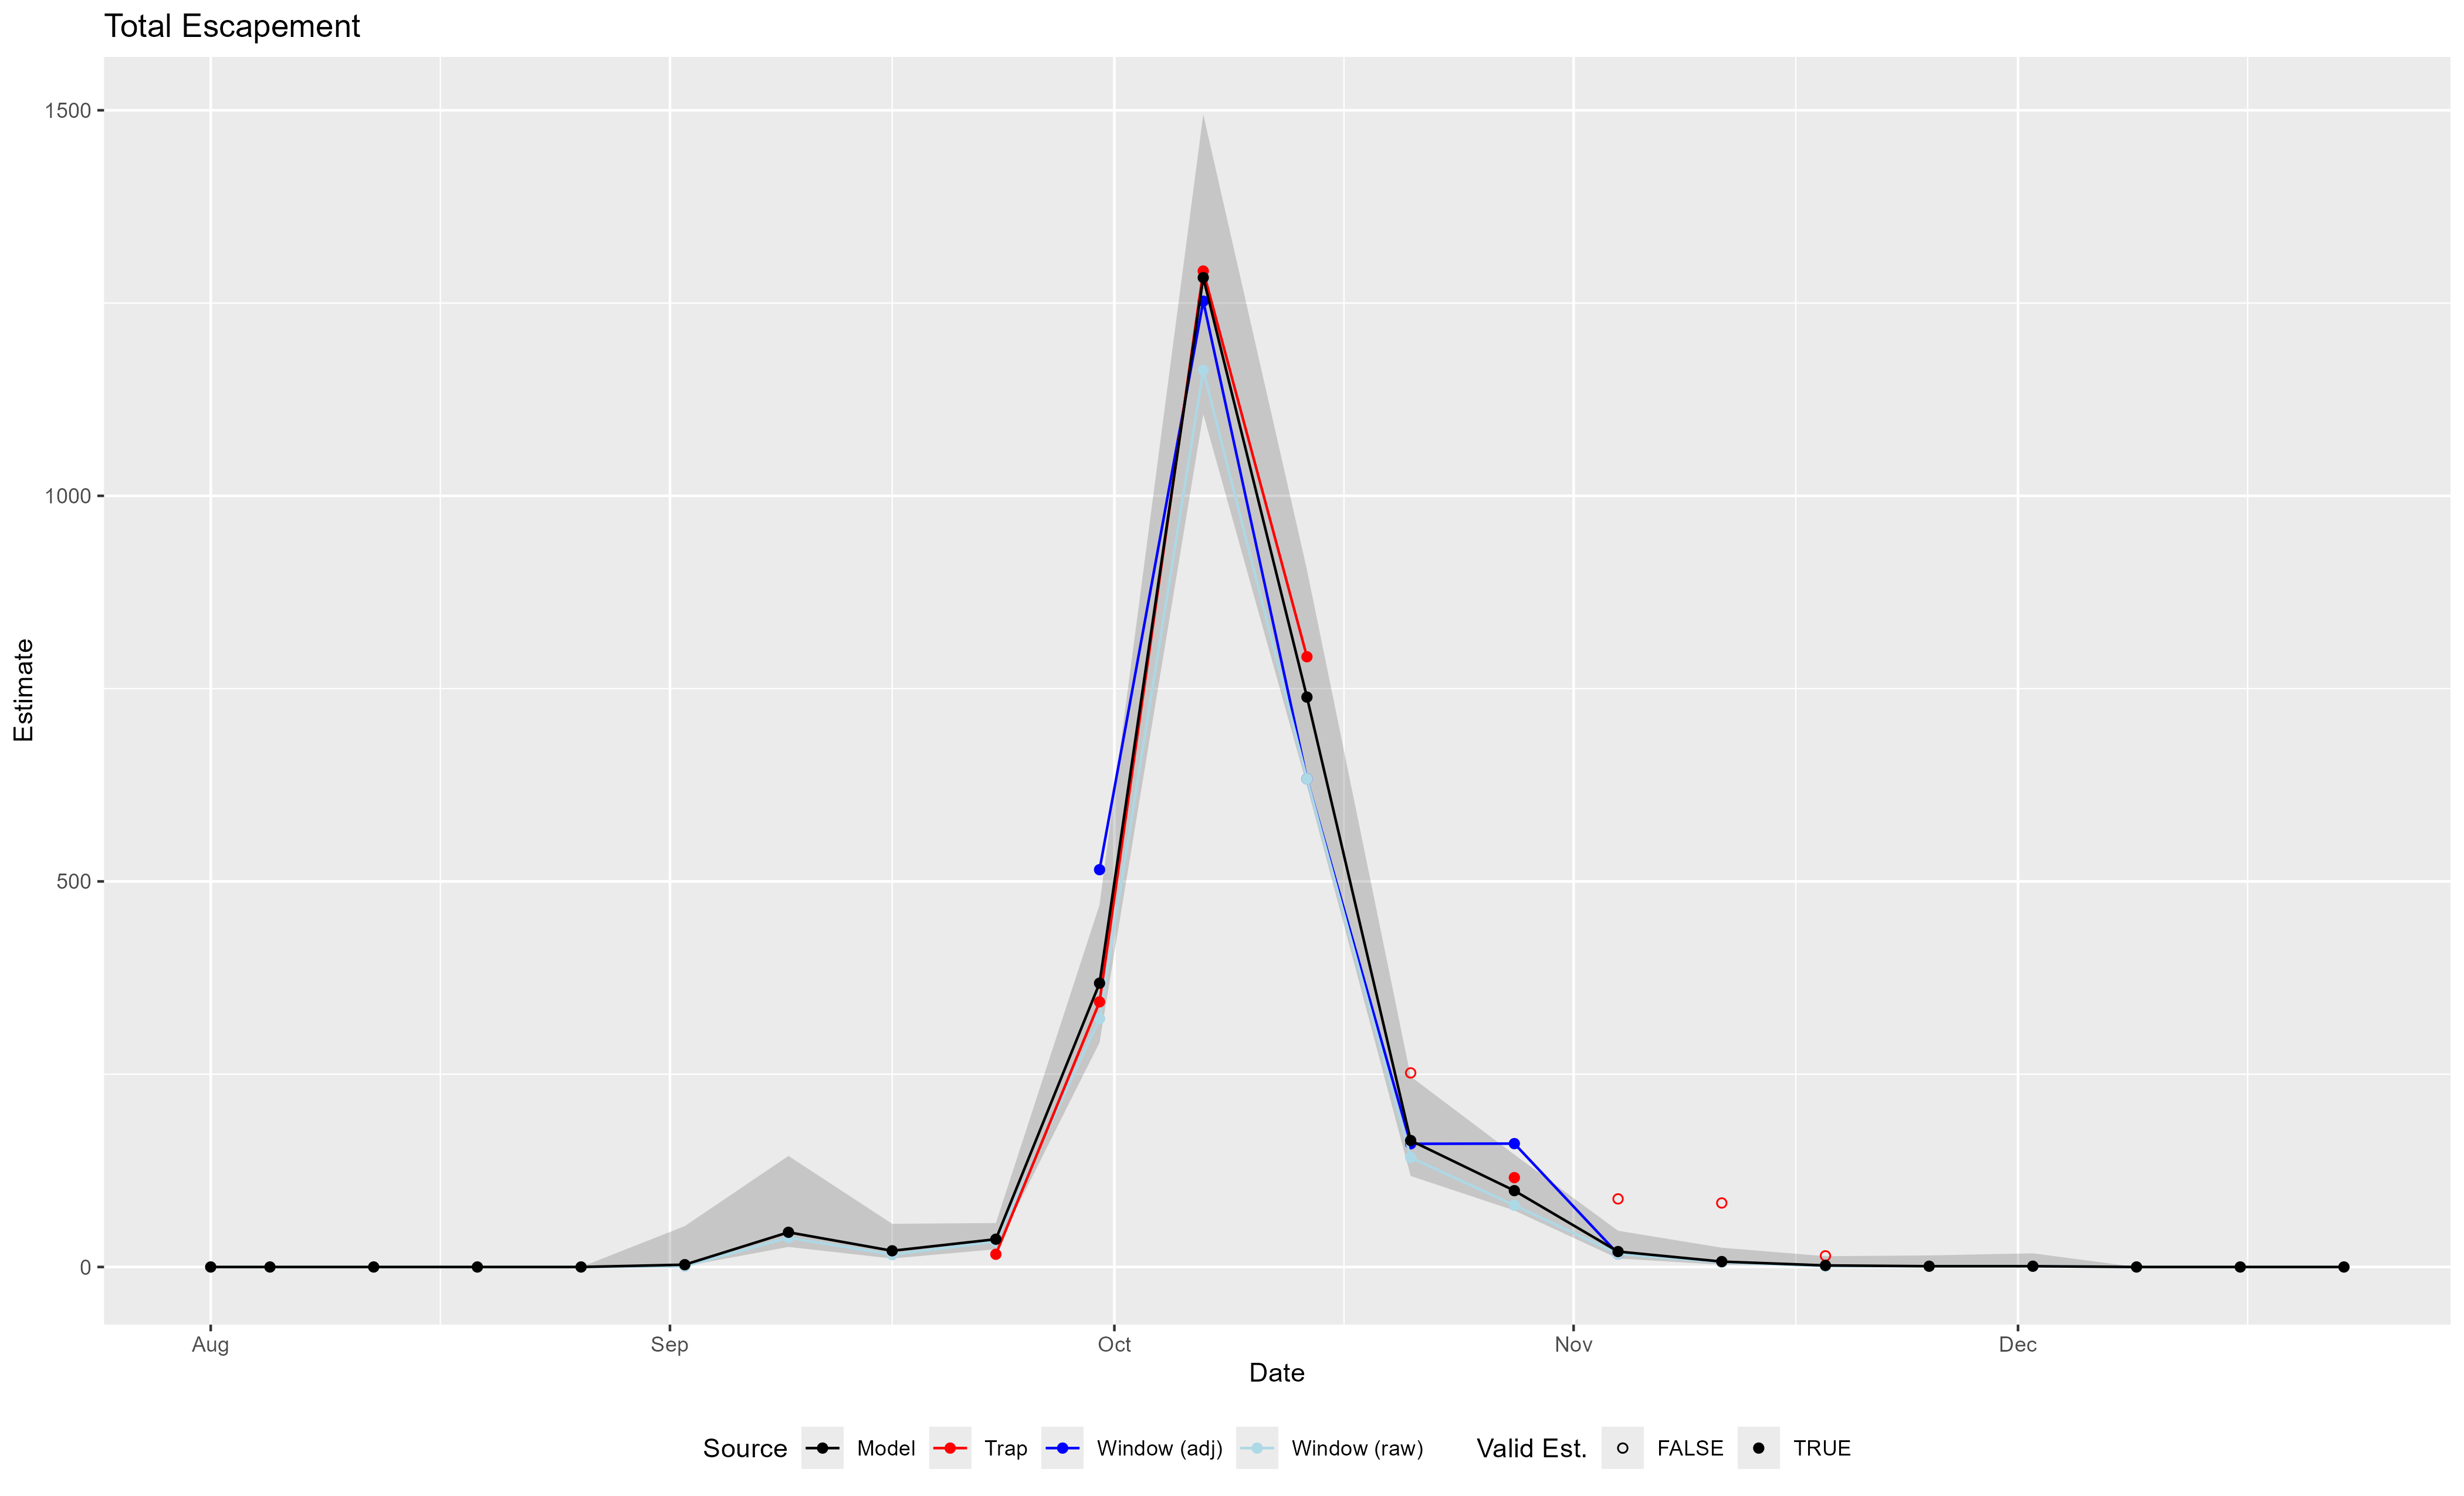 Total Escapement
1500
1000
500
0
Estimate
Aug Sep Oct Nov Dec
Date
Source Model Trap Window (adj) Window (raw) Valid Est. FALSE TRUE